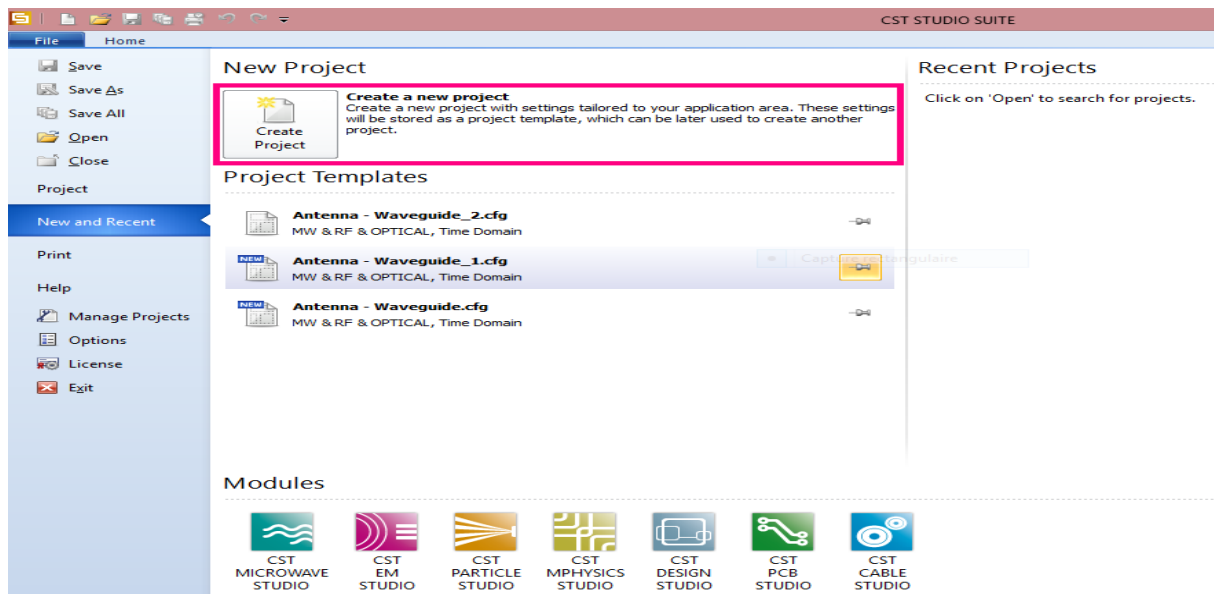 CST STUDIO SUITE
File Home
Save
Save As
Save All
Open
Close
Project
New and Recent
Print
Help
Manage Projects
Options
License
Exit
New Project
Create Project
Create a new project
Create a new project with settings tailored to your application area. These settings
will be stored as a project template, which can be later used to create another
project.
Project Templates
Antenna - Waveguide_2.cfg
MW & RF & OPTICAL, Time Domain
NEW
Antenna - Waveguide_1.cfg
MW & RF & OPTICAL, Time Domain
Capture rectangulaire
NEW
Antenna - Waveguide.cfg
MW & RF & OPTICAL, Time Domain
Recent Projects
Click on 'Open' to search for projects.
Modules
CST MICROWAVE STUDIO
CST EM STUDIO
CST PARTICLE STUDIO
CST MPHYSICS STUDIO
CST DESIGN STUDIO
CST PCB STUDIO
CST CABLE STUDIO